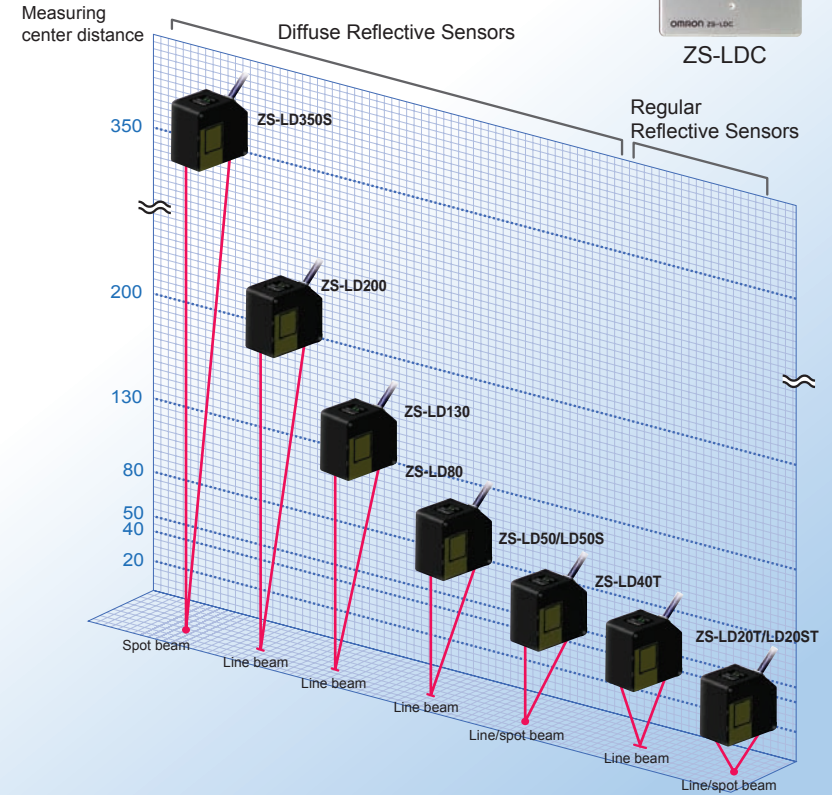 Measuring
center distance
Diffuse Reflective Sensors
OMRON ZS-LDC
ZS-LDC
Regular
Reflective Sensors
350
ZS-LD350S
200
ZS-LD200
130
ZS-LD130
80
ZS-LD80
50
40
ZS-LD50/LD50S
20
ZS-LD40T
ZS-LD20T/LD20ST
Spot beam
Line beam
Line beam
Line beam
Line/spot beam
Line beam
Line/spot beam